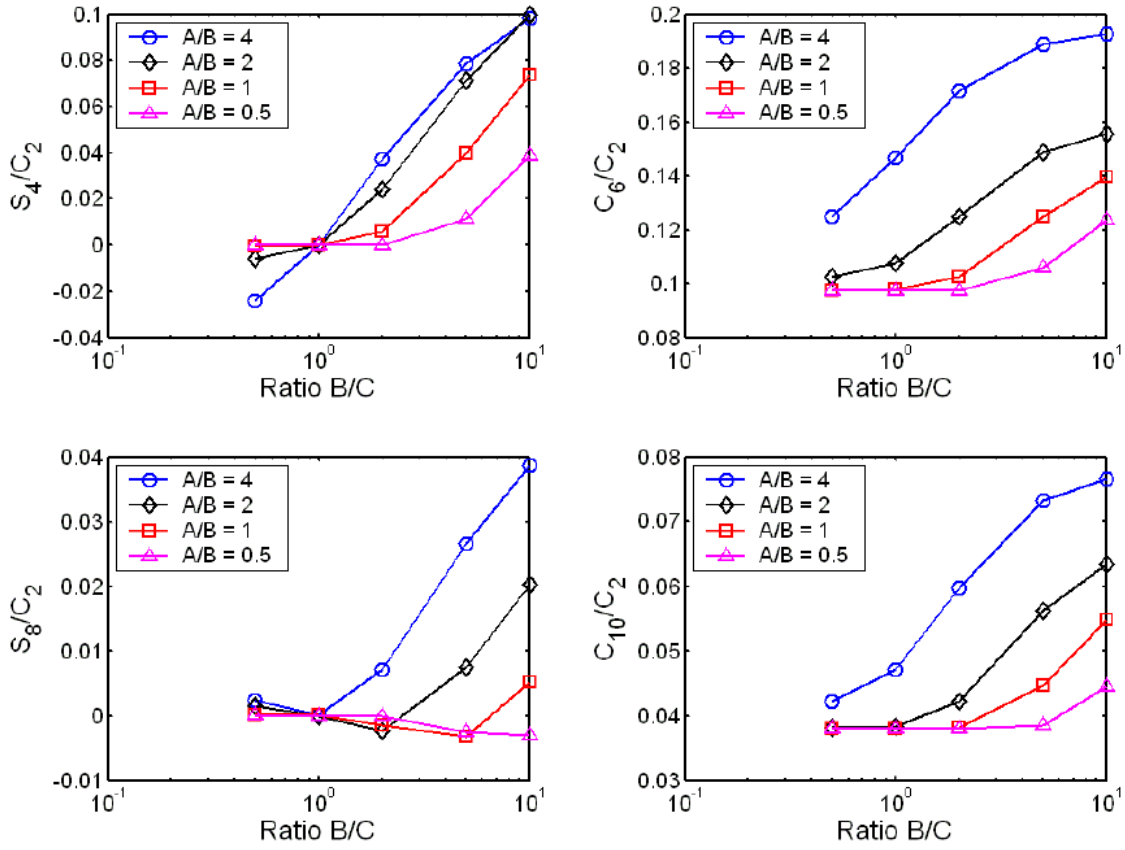 S4/C2
0.1
0.08
0.06
0.04
0.02
0
-0.02
-0.04
A/B = 4
A/B = 2
A/B = 1
A/B = 0.5
10^-1
10^0
10^1
Ratio B/C
C6/C2
0.2
0.18
0.16
0.14
0.12
0.1
0.08
A/B = 4
A/B = 2
A/B = 1
A/B = 0.5
10^-1
10^0
10^1
Ratio B/C
S8/C2
0.04
0.03
0.02
0.01
0
-0.01
A/B = 4
A/B = 2
A/B = 1
A/B = 0.5
10^-1
10^0
10^1
Ratio B/C
C10/C2
0.08
0.07
0.06
0.05
0.04
0.03
A/B = 4
A/B = 2
A/B = 1
A/B = 0.5
10^-1
10^0
10^1
Ratio B/C